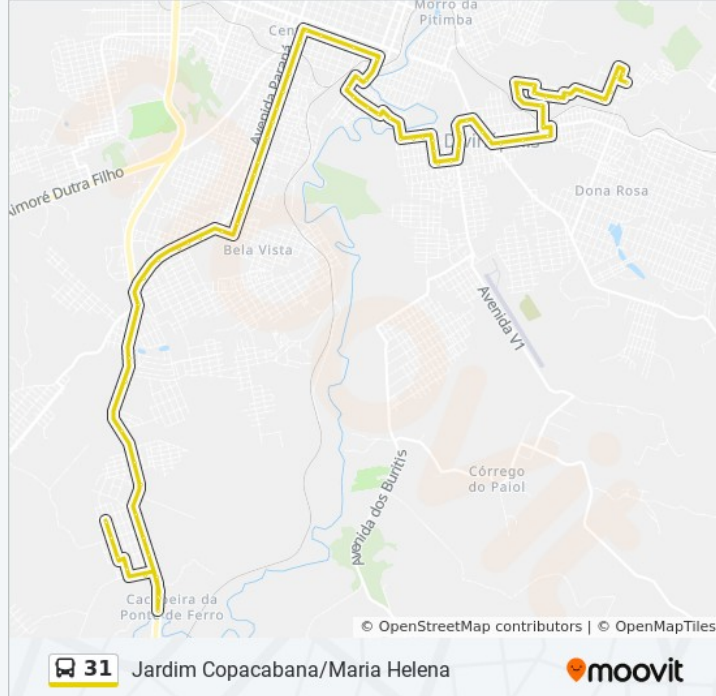 Morro da
Pitimba
Cen
Avenida Paraná
Aimoré Dutra Filho
Dona Rosa
Bela Vista
Avenida V1
Córrego
do Paiol
Avenida dos Buritis
Cachoeira da
Ponte de Ferro
© OpenStreetMap contributors | © OpenMapTiles
31 Jardim Copacabana/Maria Helena
moovit